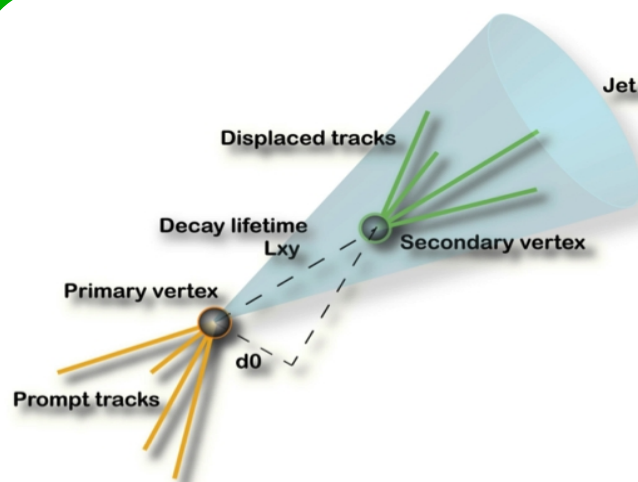 Jet
Displaced tracks
Decay lifetime
Lxy
Secondary vertex
Primary vertex
d0
Prompt tracks